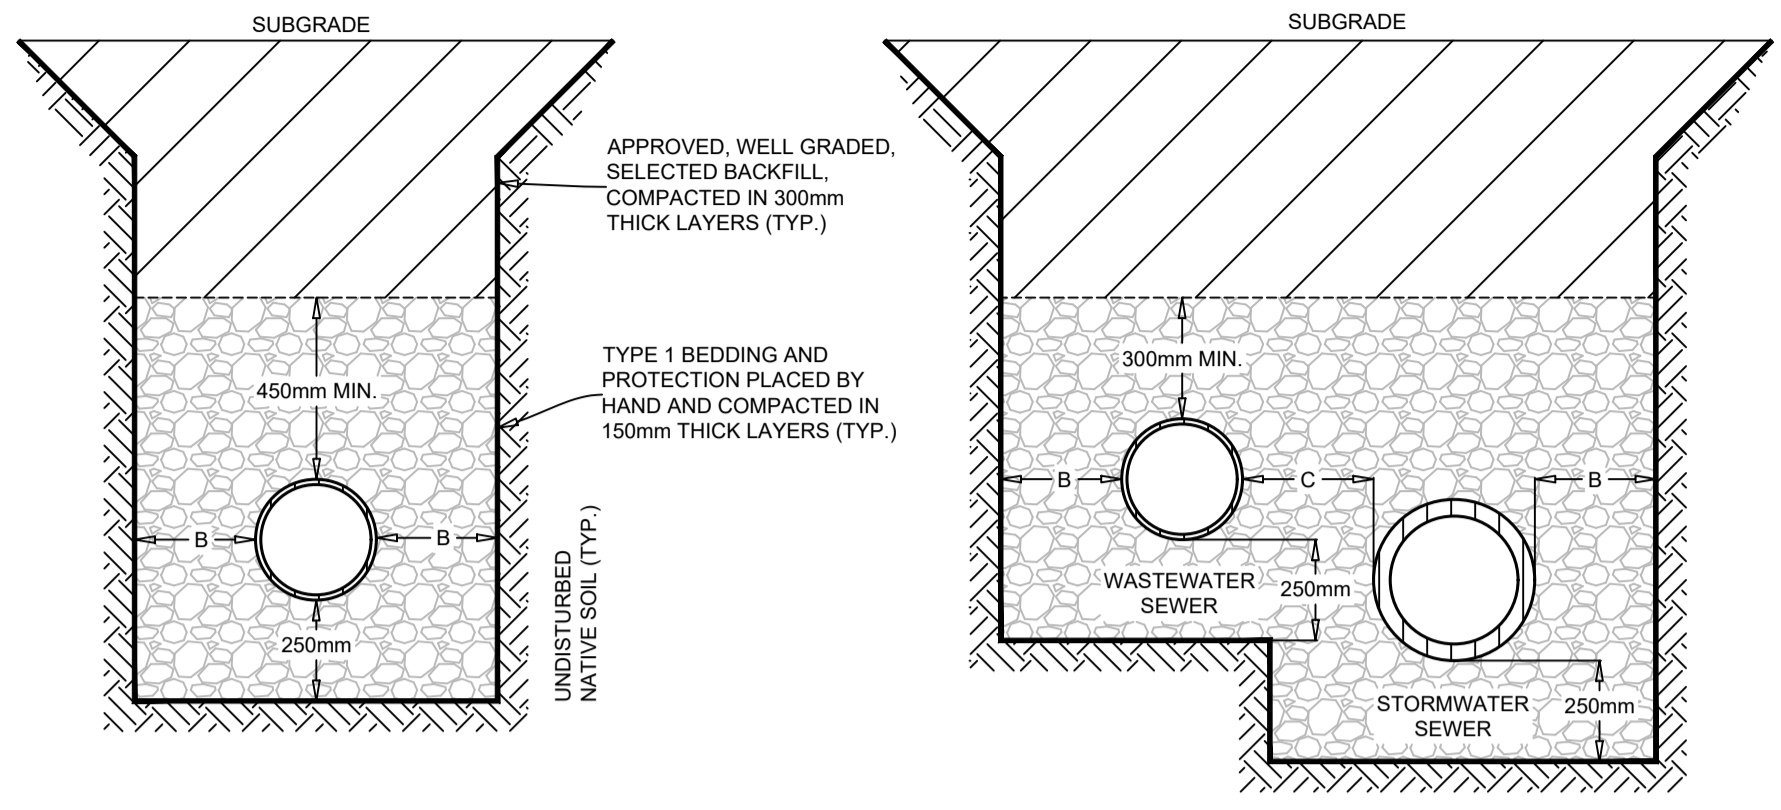 SUBGRADE
APPROVED, WELL GRADED,
SELECTED BACKFILL,
COMPACTED IN 300mm
THICK LAYERS (TYP.)
450mm MIN.
TYPE 1 BEDDING AND
PROTECTION PLACED BY
HAND AND COMPACTED IN
150mm THICK LAYERS (TYP.)
B
B
250mm
UNDISTURBED
NATIVE SOIL (TYP.)
SUBGRADE
300mm MIN.
B
C
B
WASTEWATER
SEWER
250mm
STORMWATER
SEWER
250mm